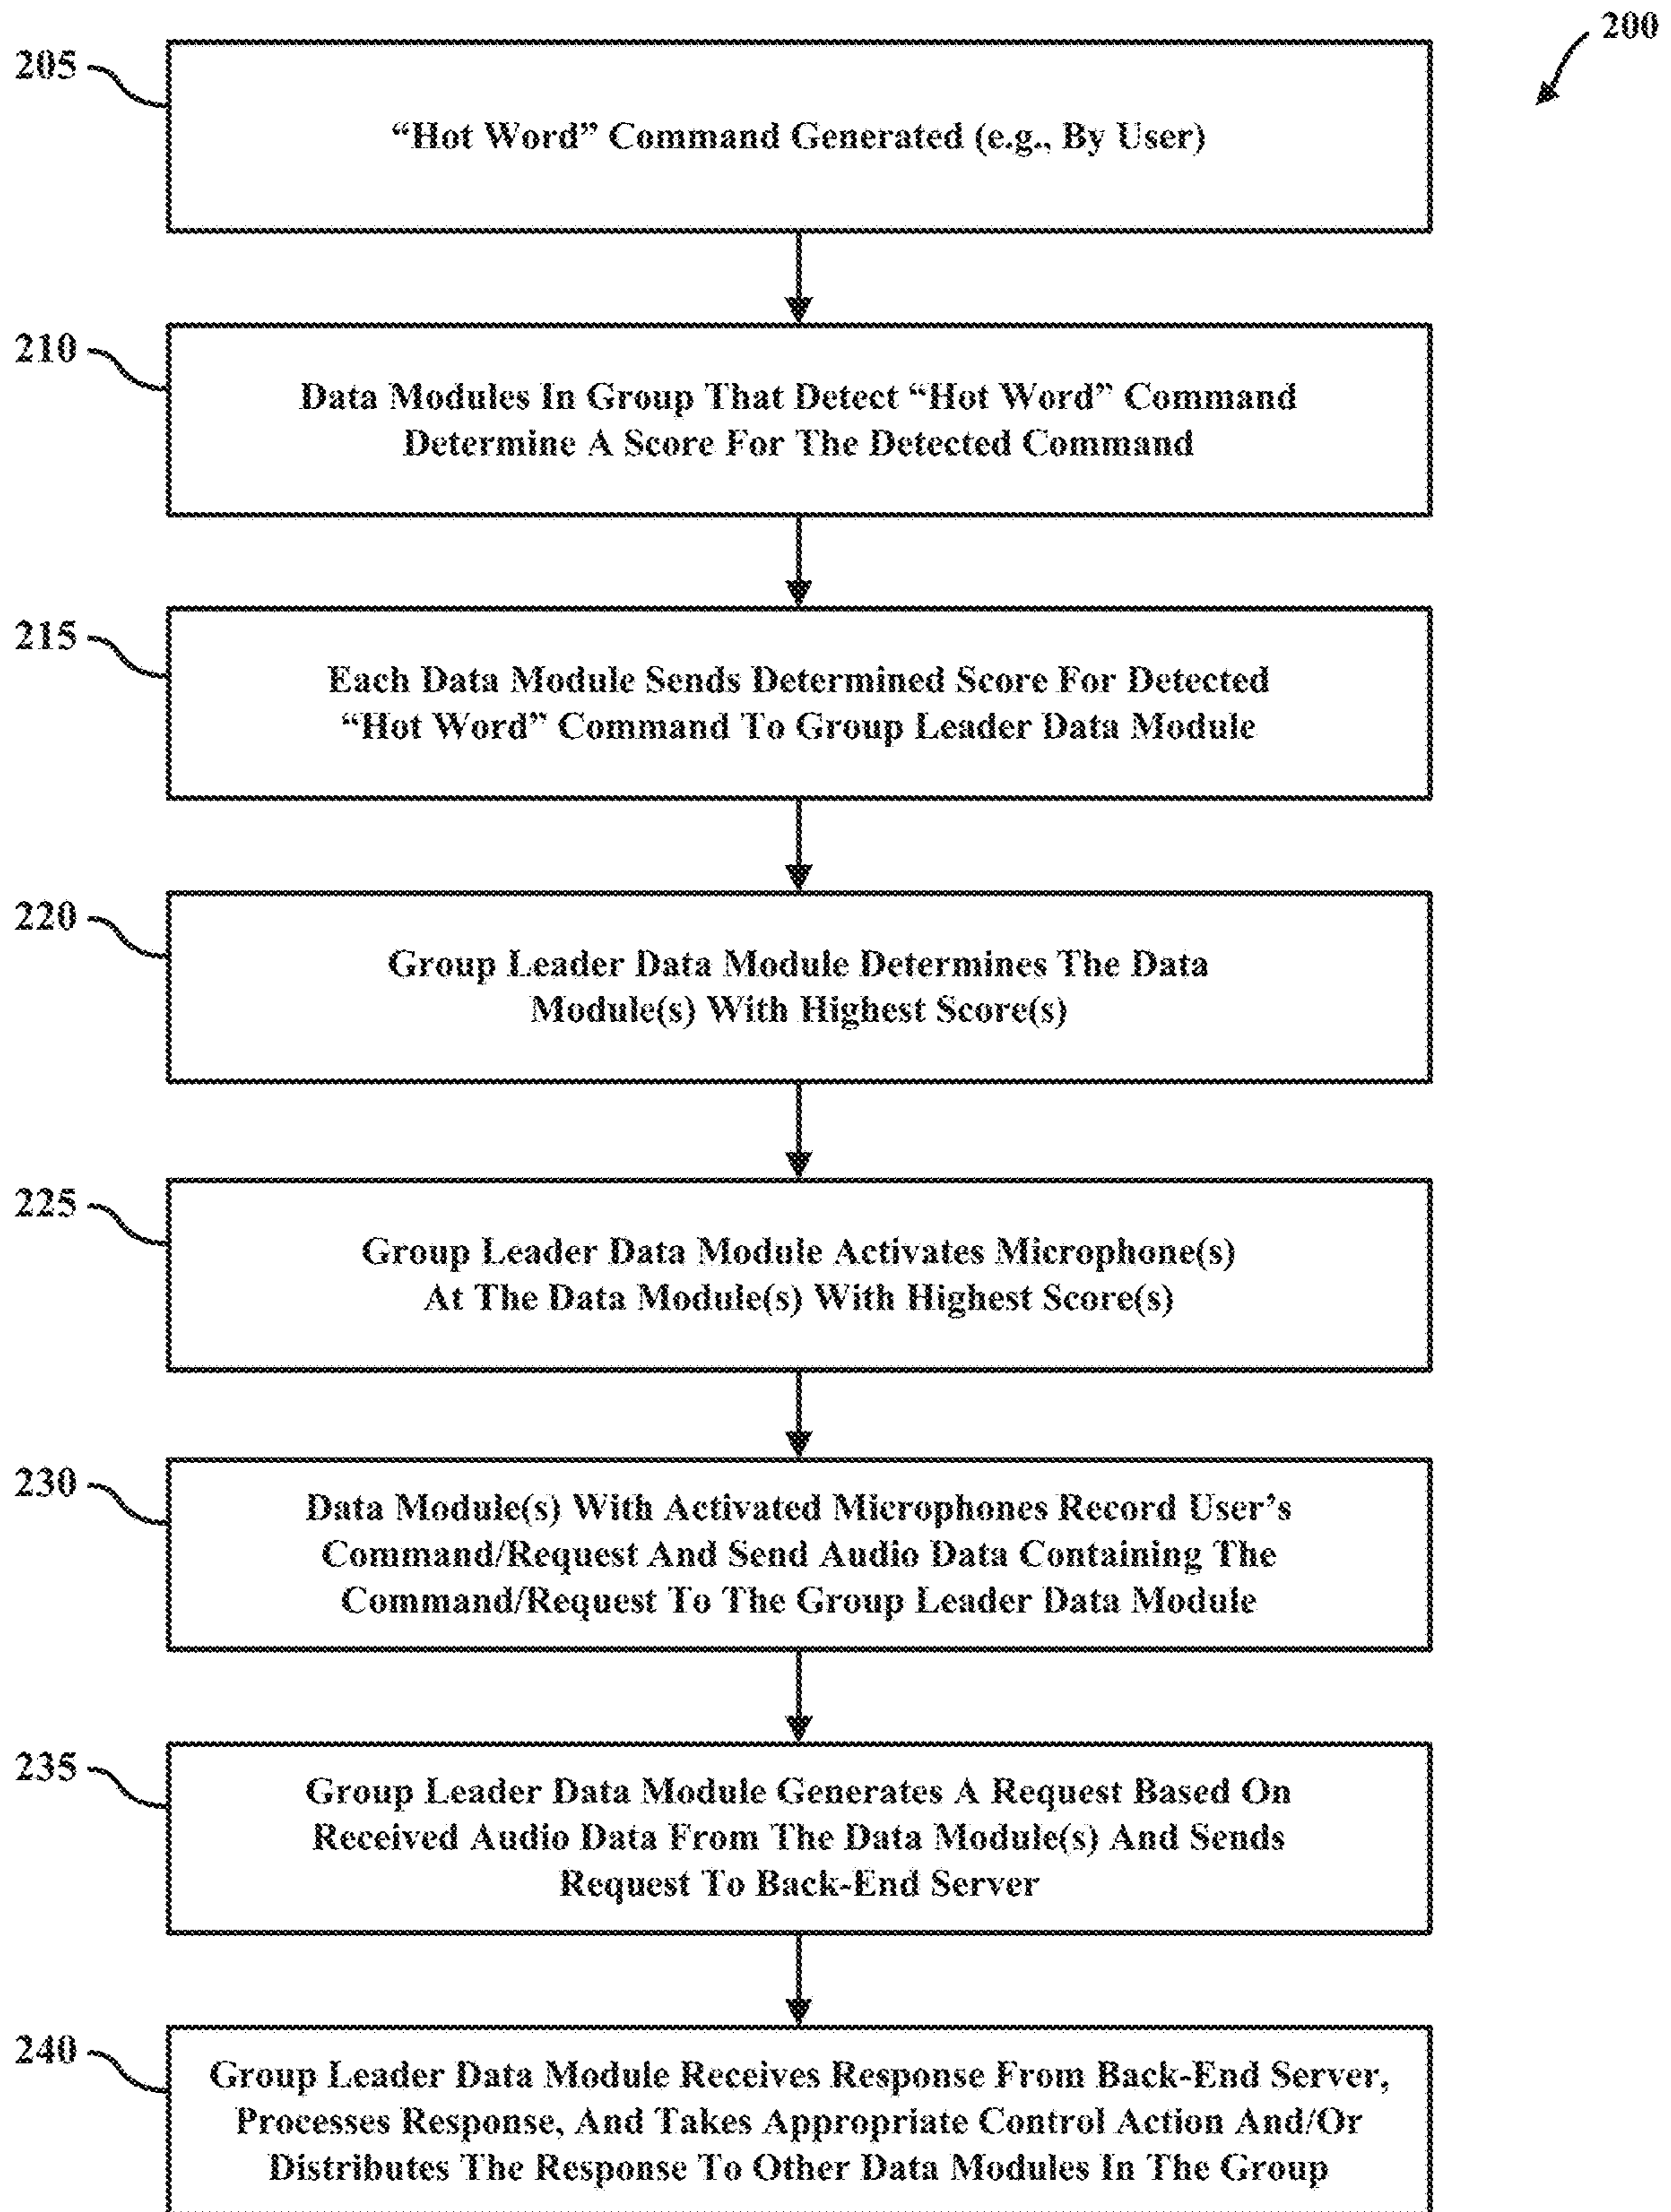 200
205
“Hot Word” Command Generated (e.g., By User)
210
Data Modules In Group That Detect “Hot Word” Command
Determine A Score For The Detected Command
215
Each Data Module Sends Determined Score For Detected
“Hot Word” Command To Group Leader Data Module
220
Group Leader Data Module Determines The Data
Module(s) With Highest Score(s)
225
Group Leader Data Module Activates Microphone(s)
At The Data Module(s) With Highest Score(s)
230
Data Module(s) With Activated Microphones Record User’s
Command/Request And Send Audio Data Containing The
Command/Request To The Group Leader Data Module
235
Group Leader Data Module Generates A Request Based On
Received Audio Data From The Data Module(s) And Sends
Request To Back-End Server
240
Group Leader Data Module Receives Response From Back-End Server,
Processes Response, And Takes Appropriate Control Action And/Or
Distributes The Response To Other Data Modules In The Group